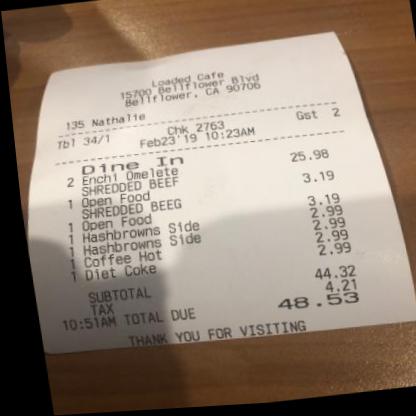 Loaded Cafe
15700 Bellflower Blvd
Bellflower, CA 90706
135 Nathalie
Tbl 34/1 Chk 2763 Gst 2
Feb23'19 10:23AM
Dine In
2 Enchi Omelete 25.98
SHREDDED BEEF
1 Open Food 3.19
SHREDDED BEEG
1 Open Food 3.19
1 Hashbrowns Side 2.99
1 Hashbrowns Side 2.99
1 Coffee Hot 2.99
1 Diet Coke 2.99
SUBTOTAL 44.32
TAX 4.21
10:51AM TOTAL DUE 48.53
THANK YOU FOR VISITING